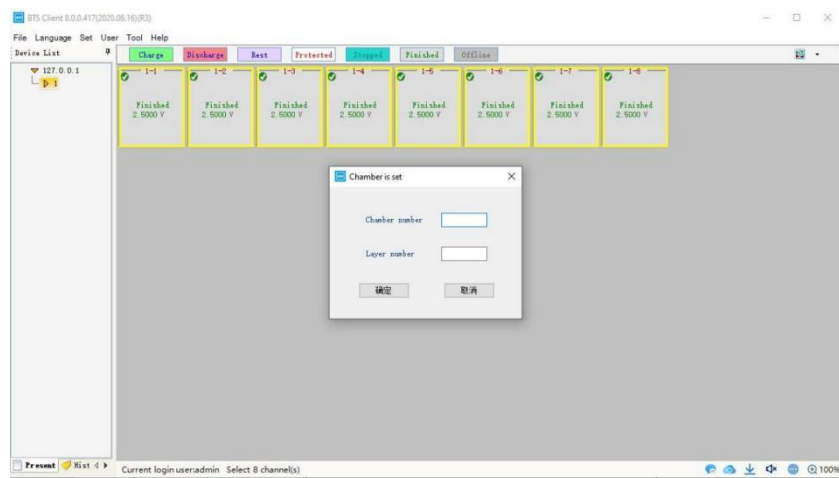 BTS Client 8.0.0.417(2020.06.16)(R3)
File Language Set User Tool Help
Device List
Charge Discharge Rest Protected Stopped Finished Offline
127.0.0.1
1
1-1 1-2 1-3 1-4 1-5 1-6 1-7 1-8
Finished Finished Finished Finished Finished Finished Finished Finished
2.5000 V 2.5000 V 2.5000 V 2.5000 V 2.5000 V 2.5000 V 2.5000 V 2.5000 V
Chamber is set
Chamber number
Layer number
确定 取消
Present Hist
Current login user:admin Select 8 channel(s) 100%